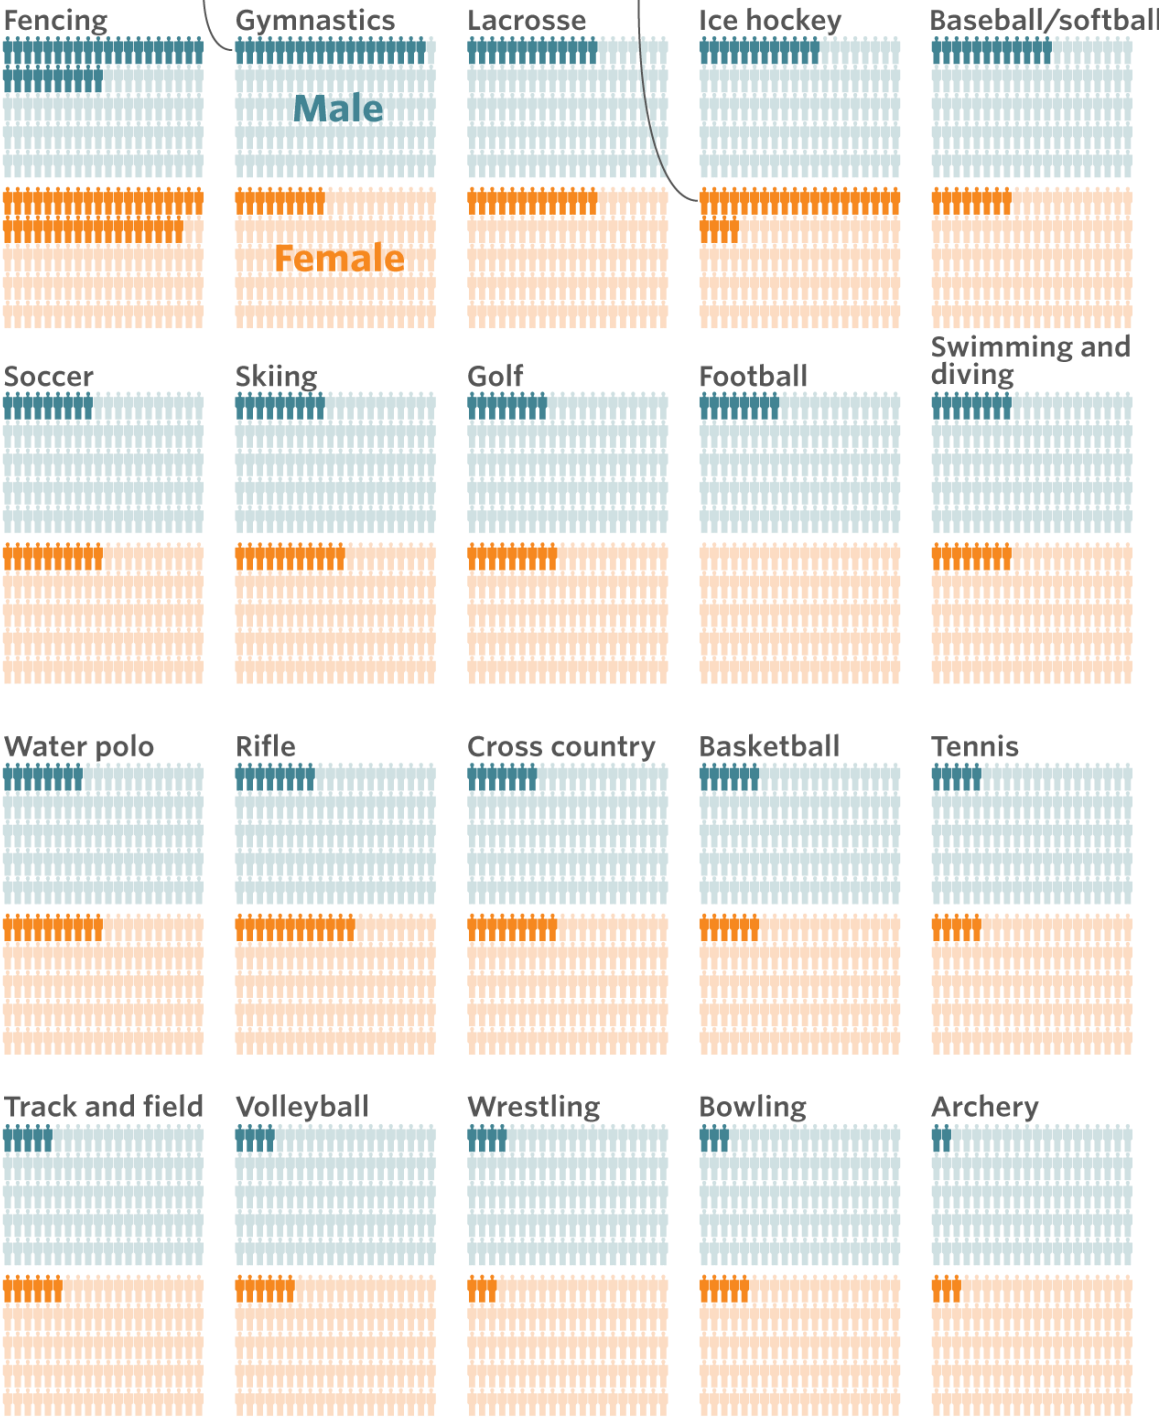 Fencing
Gymnastics
Lacrosse
Ice hockey
Baseball/softball
Male
Female
Soccer
Skiing
Golf
Football
Swimming and
diving
Water polo
Rifle
Cross country
Basketball
Tennis
Track and field
Volleyball
Wrestling
Bowling
Archery